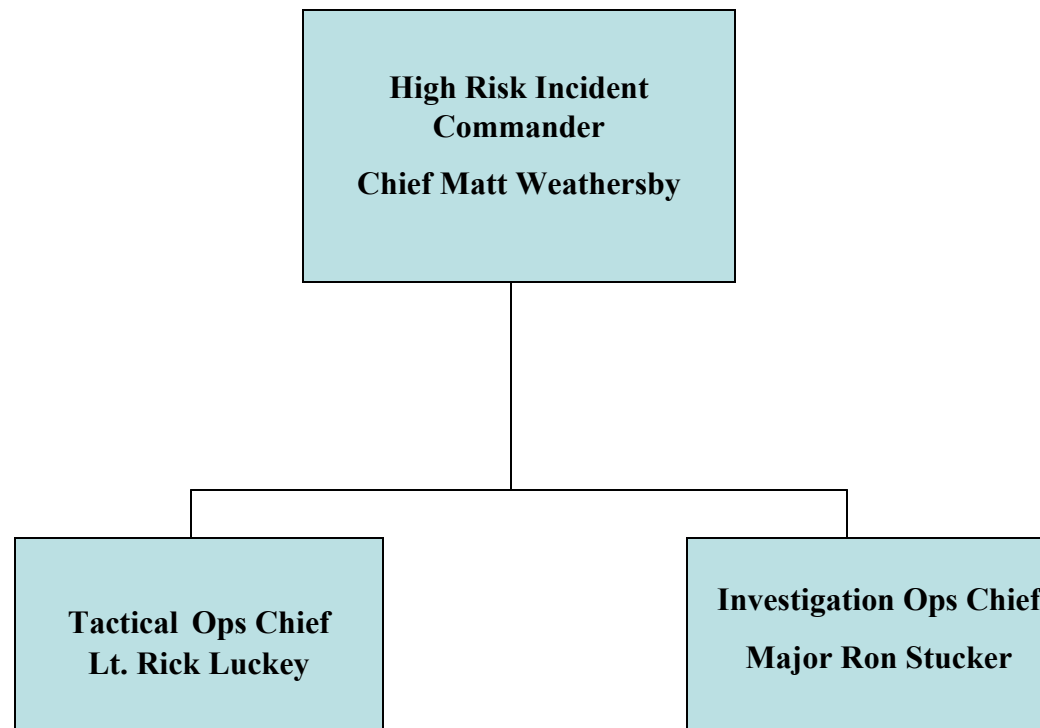 High Risk Incident
Commander
Chief Matt Weathersby
Tactical Ops Chief
Lt. Rick Luckey
Investigation Ops Chief
Major Ron Stucker